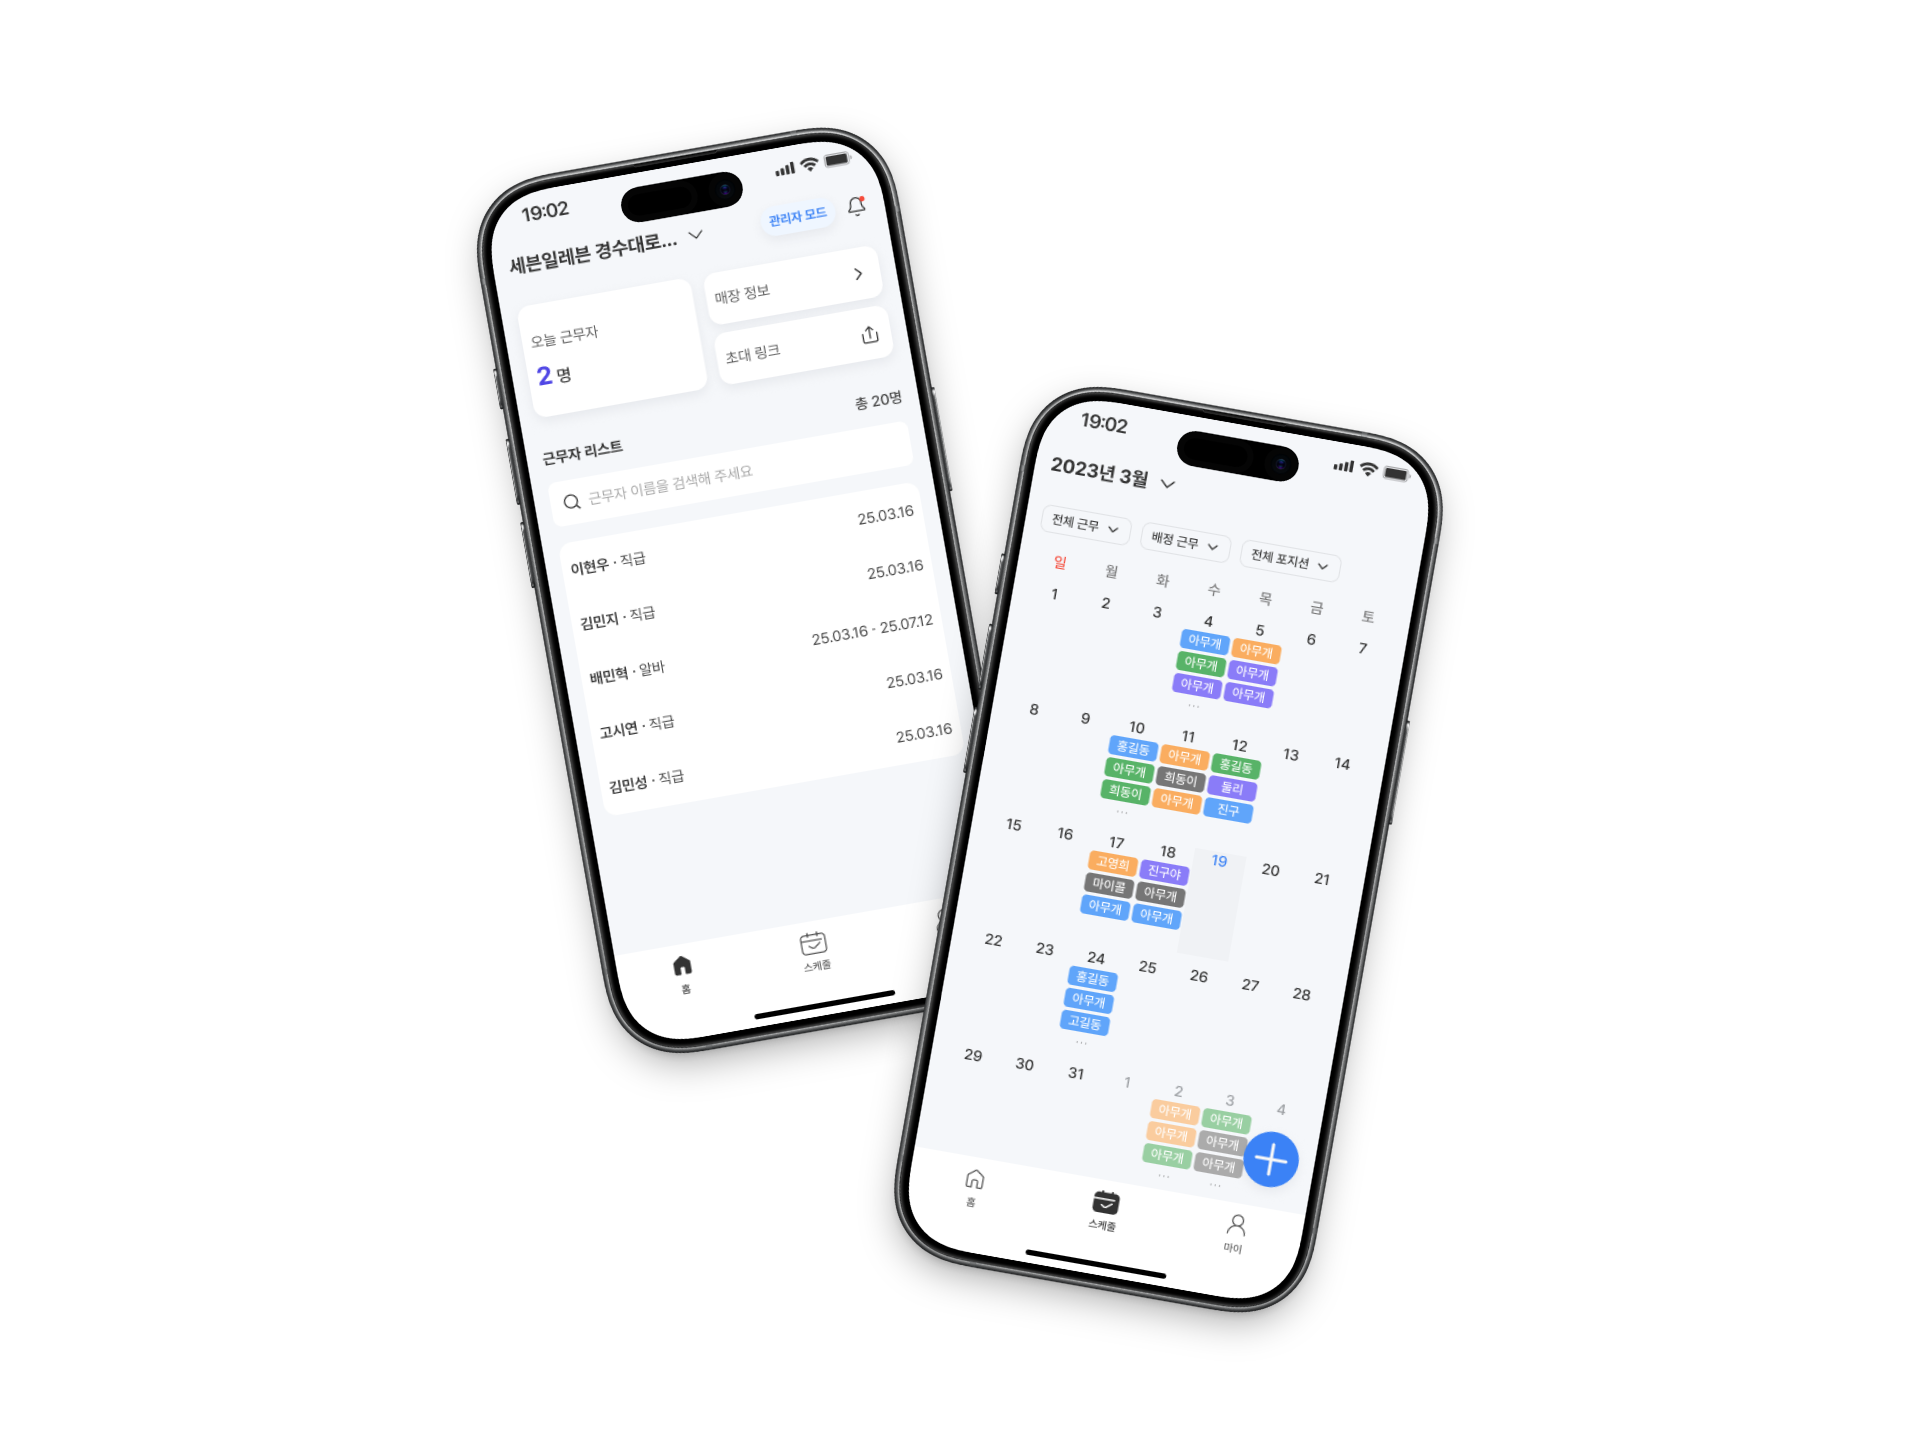 19:02
세븐일레븐 경수대로...
관리자 모드
오늘 근무자
2 명
매장 정보
초대 링크
근무자 리스트
총 20명
근무자 이름을 검색해 주세요
이현우 · 직급 25.03.16
김민지 · 직급 25.03.16
배민혁 · 알바 25.03.16 - 25.07.12
고시연 · 직급 25.03.16
김민성 · 직급 25.03.16
홈 스케줄
19:02
2023년 3월
전체 근무 배정 근무 전체 포지션
일 월 화 수 목 금 토
1 2 3 4 5 6 7
아무개 아무개
아무개 아무개
아무개 아무개
...
8 9 10 11 12 13 14
홍길동 아무개 홍길동
아무개 희동이 둘리
희동이 아무개 진구
...
15 16 17 18 19 20 21
고영희 진구야
마이콜 아무개
아무개 아무개
22 23 24 25 26 27 28
홍길동
아무개
고길동
...
29 30 31 1 2 3 4
아무개 아무개
아무개 아무개
아무개 아무개
... ...
홈 스케줄 마이